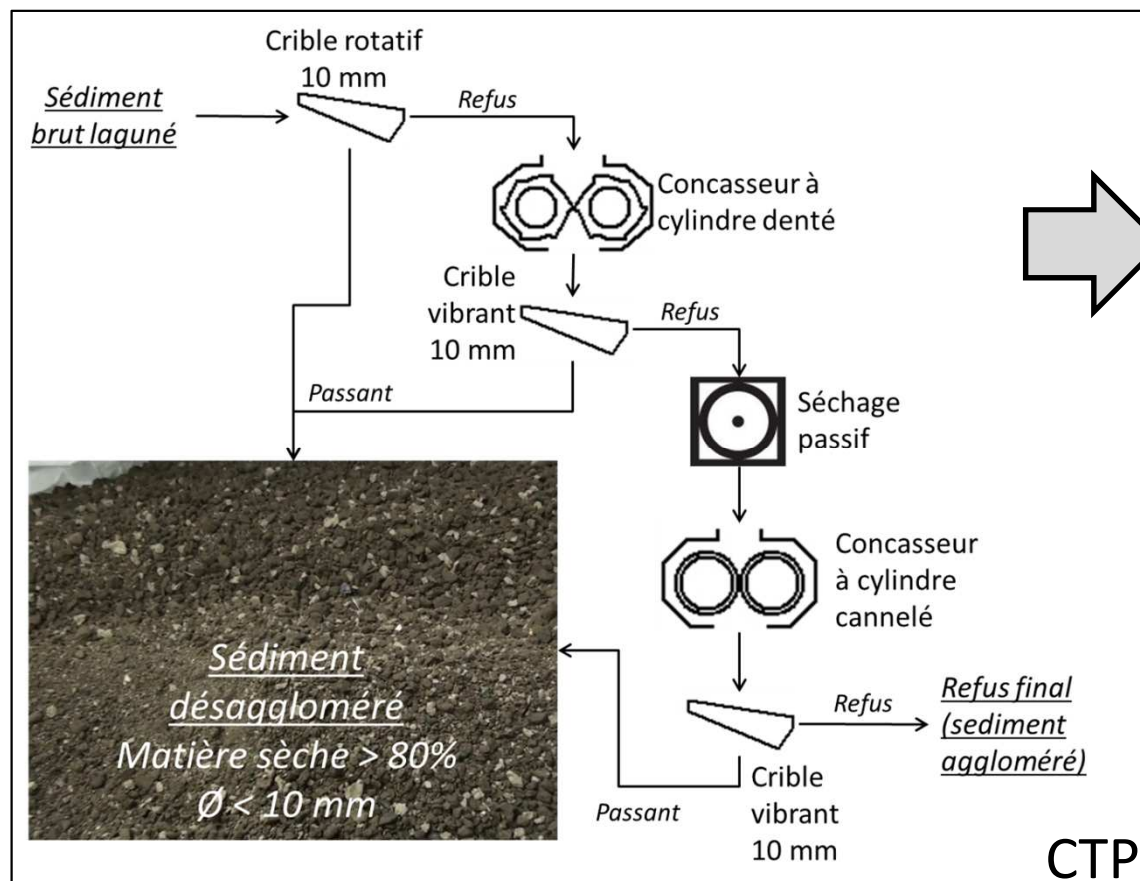 Crible rotatif
10 mm
Sédiment
brut laguné
Refus
Concasseur à
cylindre denté
Crible
vibrant
10 mm
Refus
Passant
Séchage
passif
Concasseur
à cylindre
cannelé
Sédiment
désaggloméré
Matière sèche > 80%
Ø < 10 mm
Refus
Refus final
(sediment
aggloméré)
Passant
Crible
vibrant
10 mm
CTP